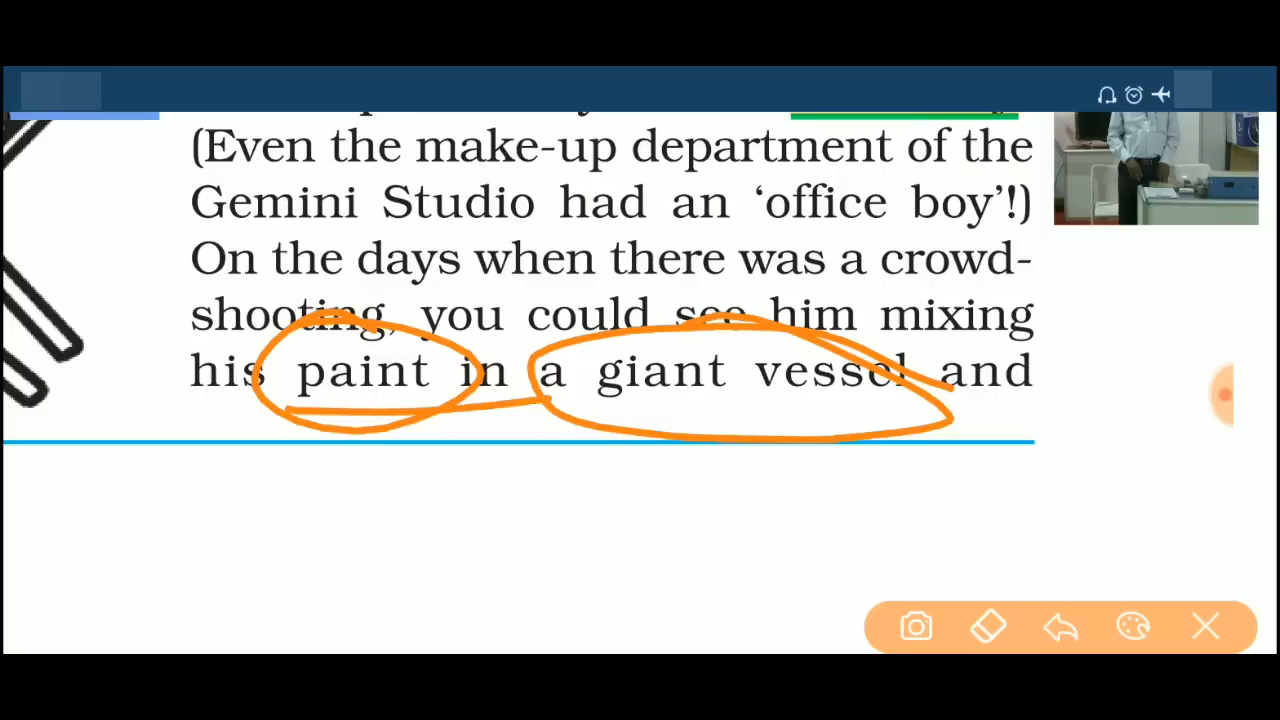 (Even the make-up department of the
Gemini Studio had an ‘office boy’!)
On the days when there was a crowd-
shooting, you could see him mixing
his paint in a giant vessel and